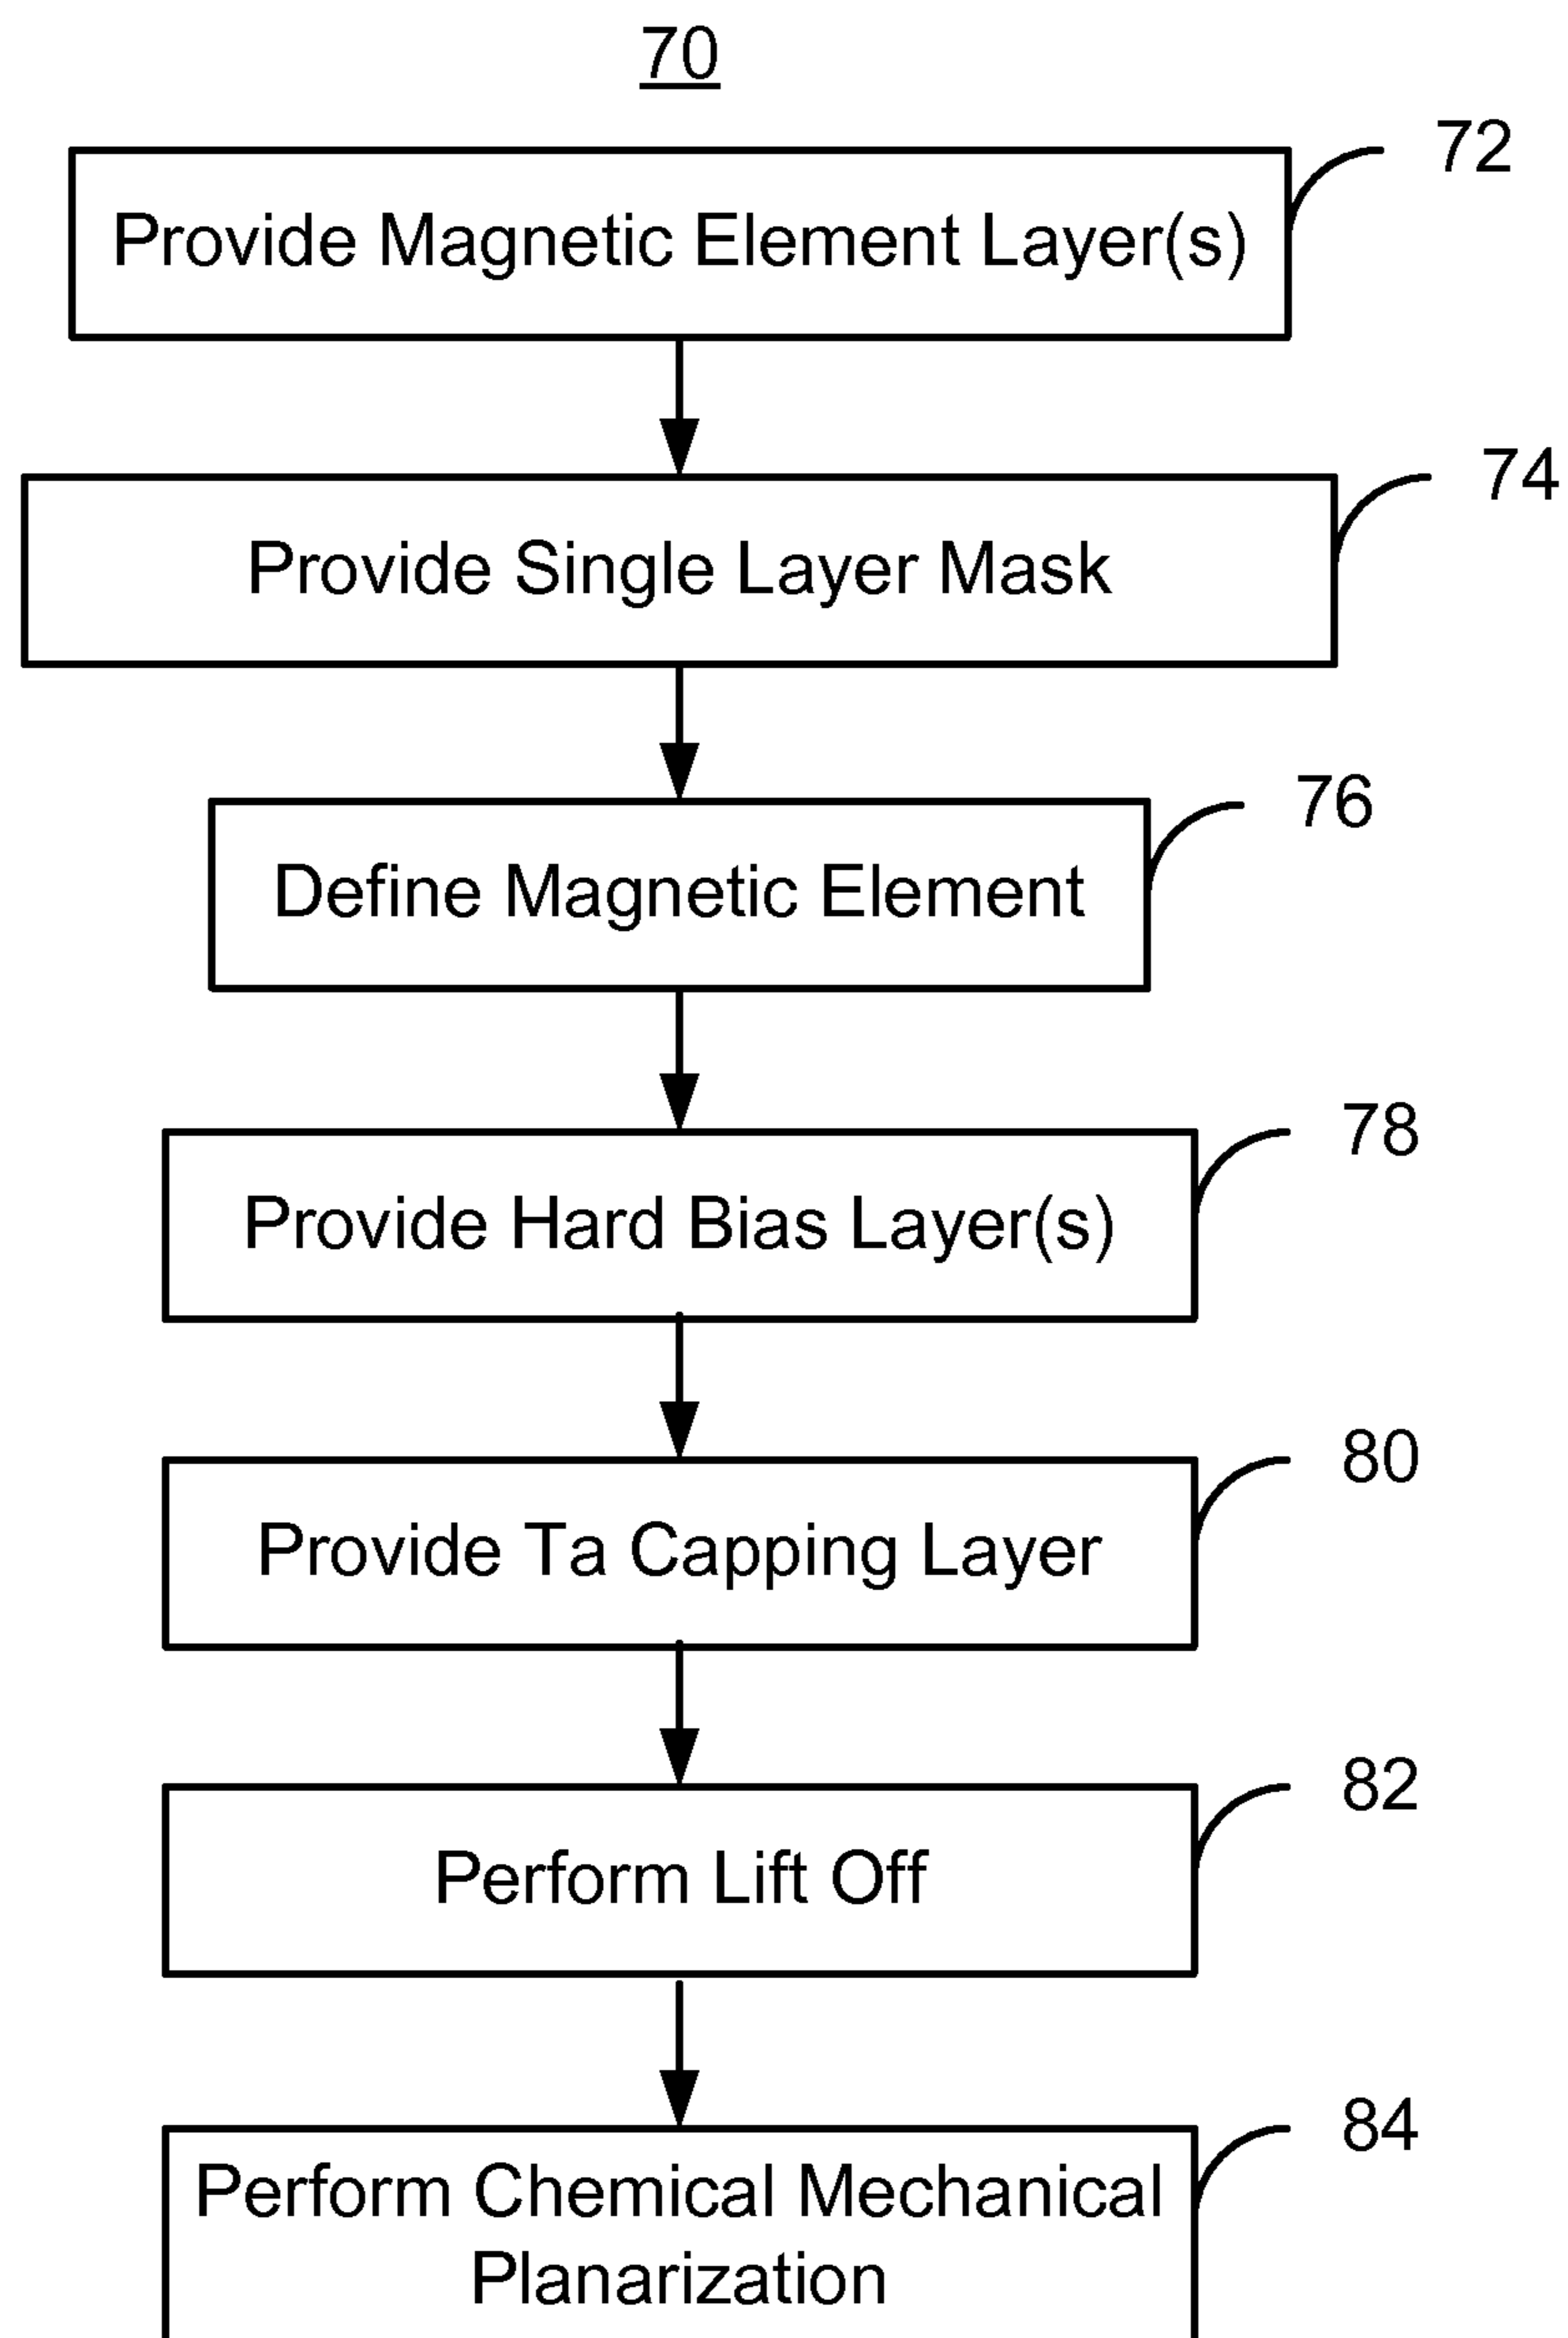 70
72
Provide Magnetic Element Layer(s)
74
Provide Single Layer Mask
76
Define Magnetic Element
78
Provide Hard Bias Layer(s)
80
Provide Ta Capping Layer
82
Perform Lift Off
84
Perform Chemical Mechanical
Planarization